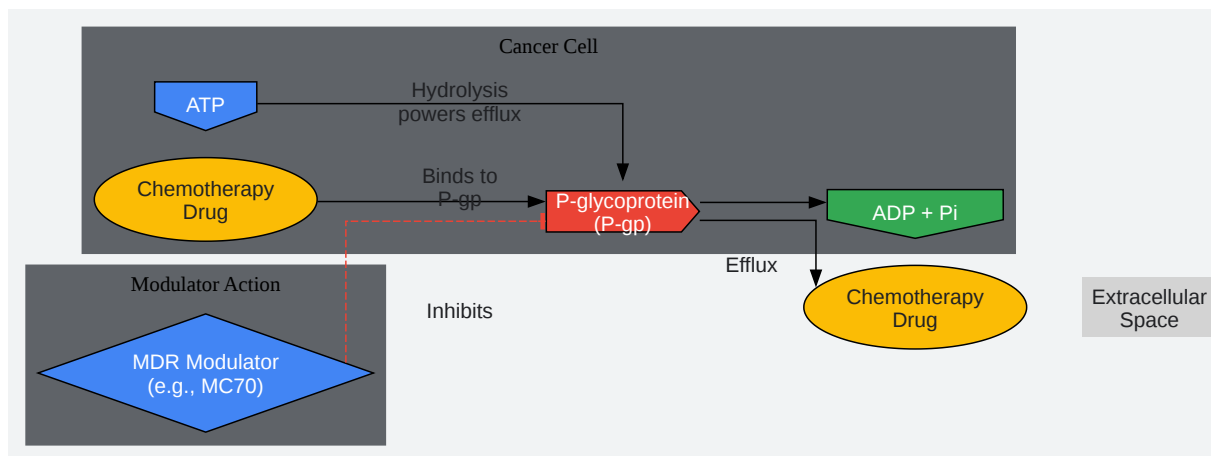 Cancer Cell
ATP
Hydrolysis
powers efflux
Chemotherapy
Drug
Binds to
P-gp
P-glycoprotein
(P-gp)
ADP + Pi
Efflux
Modulator Action
Inhibits
Chemotherapy
Drug
Extracellular
Space
MDR Modulator
(e.g., MC70)